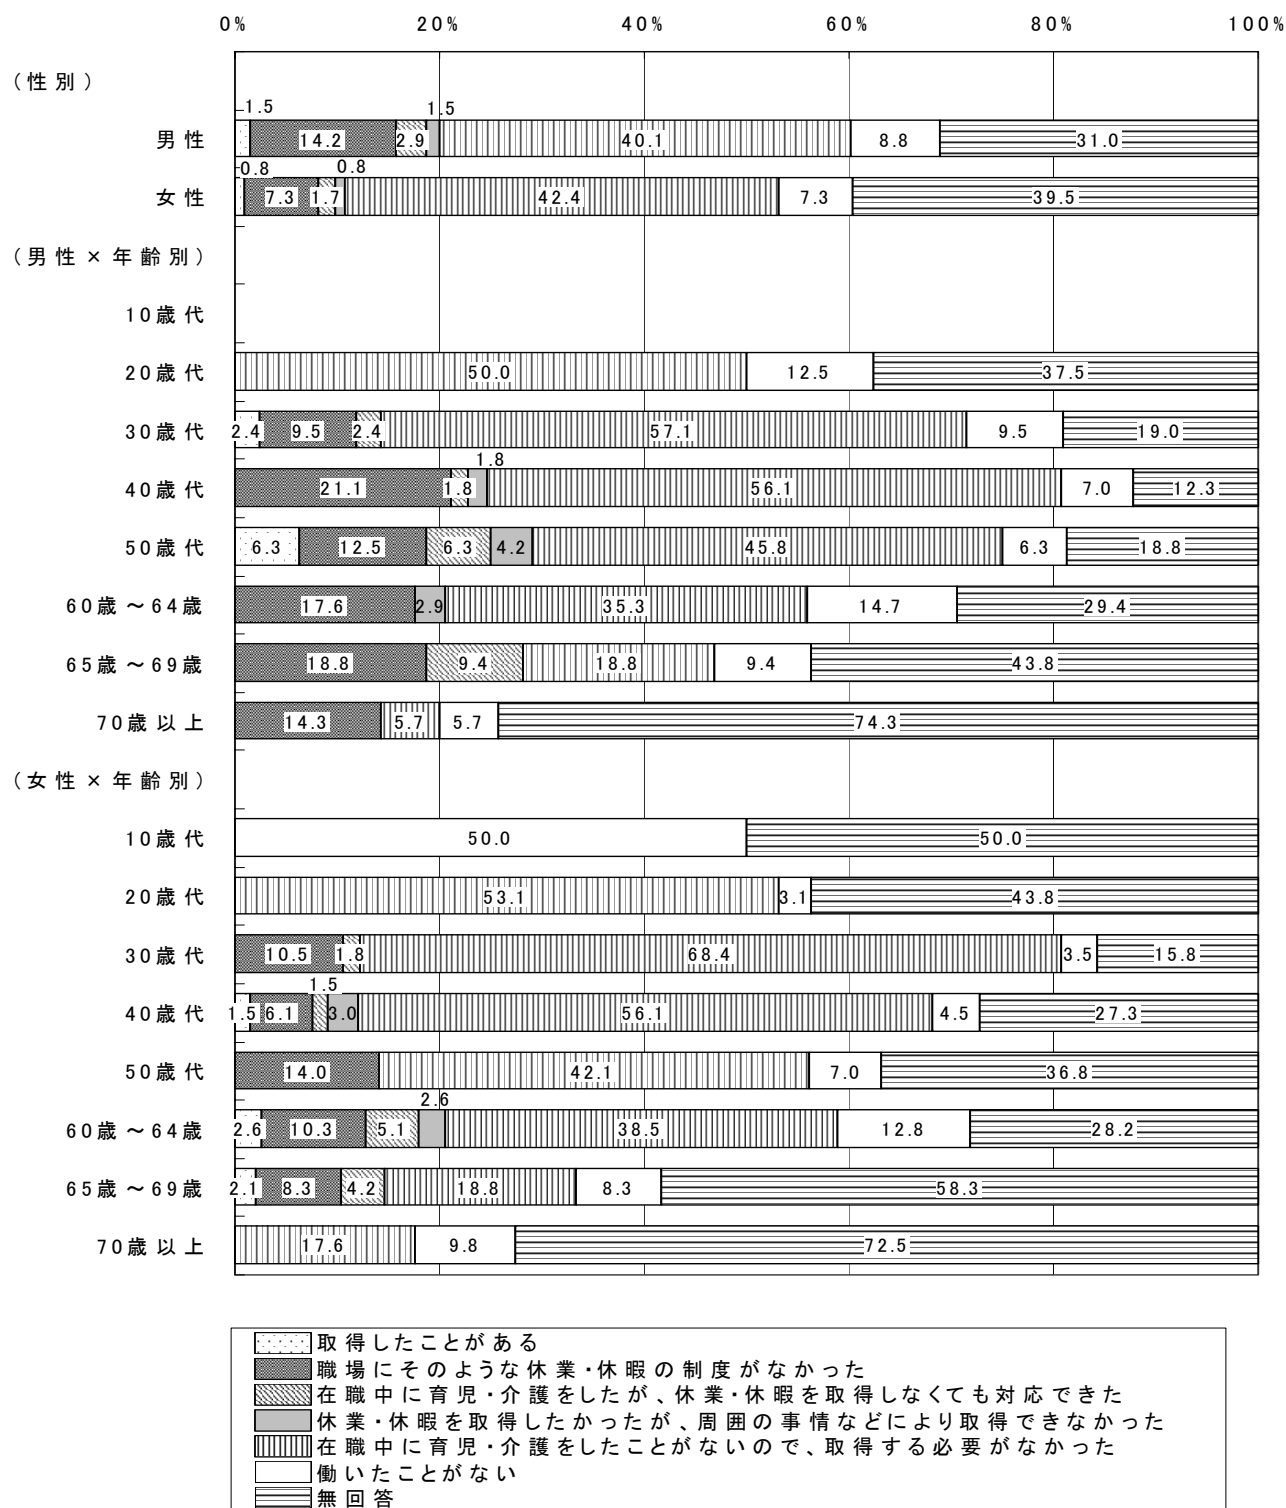 0% 20% 40% 60% 80% 100%
(性別)
1.5 1.5
男性 14.2 2.9 40.1 8.8 31.0
0.8 0.8
女性 7.3 1.7 42.4 7.3 39.5
(男性×年齢別)
10歳代
20歳代 50.0 12.5 37.5
30歳代 2.4 9.5 2.4 57.1 9.5 19.0
1.8
40歳代 21.1 1.8 56.1 7.0 12.3
50歳代 6.3 12.5 6.3 4.2 45.8 6.3 18.8
60歳~64歳 17.6 2.9 35.3 14.7 29.4
65歳~69歳 18.8 9.4 18.8 9.4 43.8
70歳以上 14.3 5.7 5.7 74.3
(女性×年齢別)
10歳代 50.0 50.0
20歳代 53.1 3.1 43.8
30歳代 10.5 1.8 68.4 3.5 15.8
1.5
40歳代 1.5 6.1 3.0 56.1 4.5 27.3
50歳代 14.0 42.1 7.0 36.8
2.6
60歳~64歳 2.6 10.3 5.1 38.5 12.8 28.2
65歳~69歳 2.1 8.3 4.2 18.8 8.3 58.3
70歳以上 17.6 9.8 72.5
取得したことがある
職場にそのような休業・休暇の制度がなかった
在職中に育児・介護をしたが、休業・休暇を取得しなくても対応できた
休業・休暇を取得したかったが、周囲の事情などにより取得できなかった
在職中に育児・介護をしたことがないので、取得する必要がなかった
働いたことがない
無回答